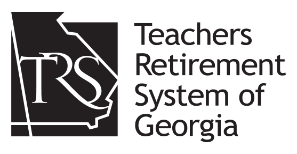 TRS
Teachers
Retirement
System of
Georgia